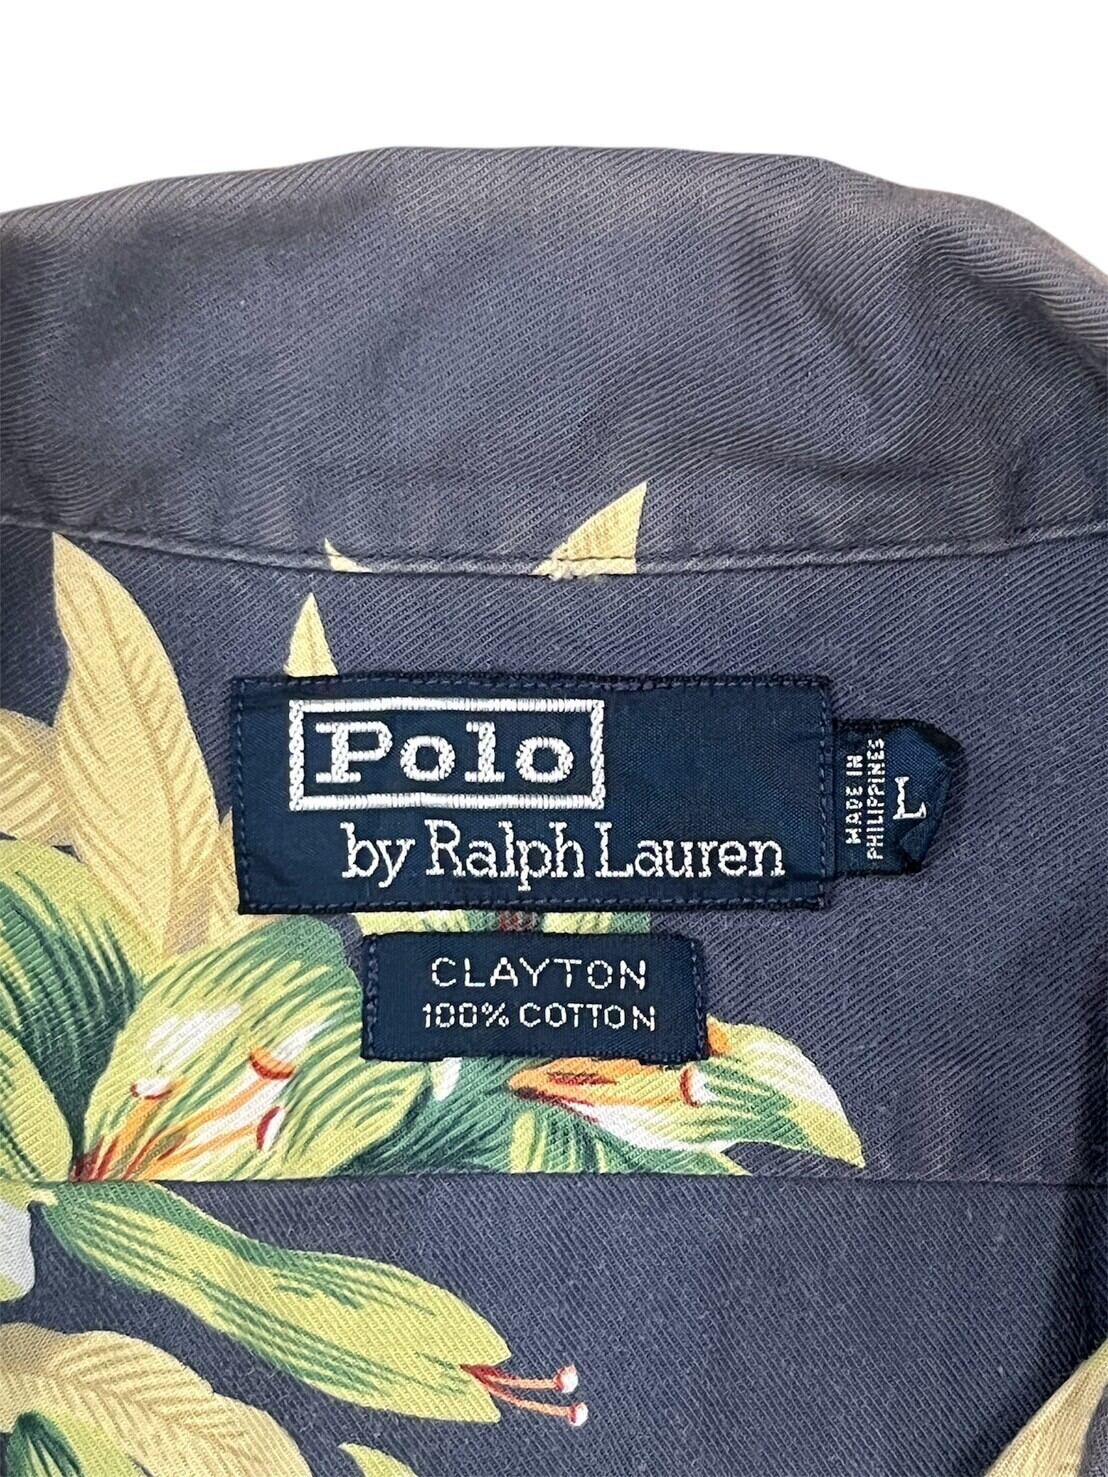 Polo
by Ralph Lauren
MADE IN
PHILIPPINES
L
CLAYTON
100% COTTON